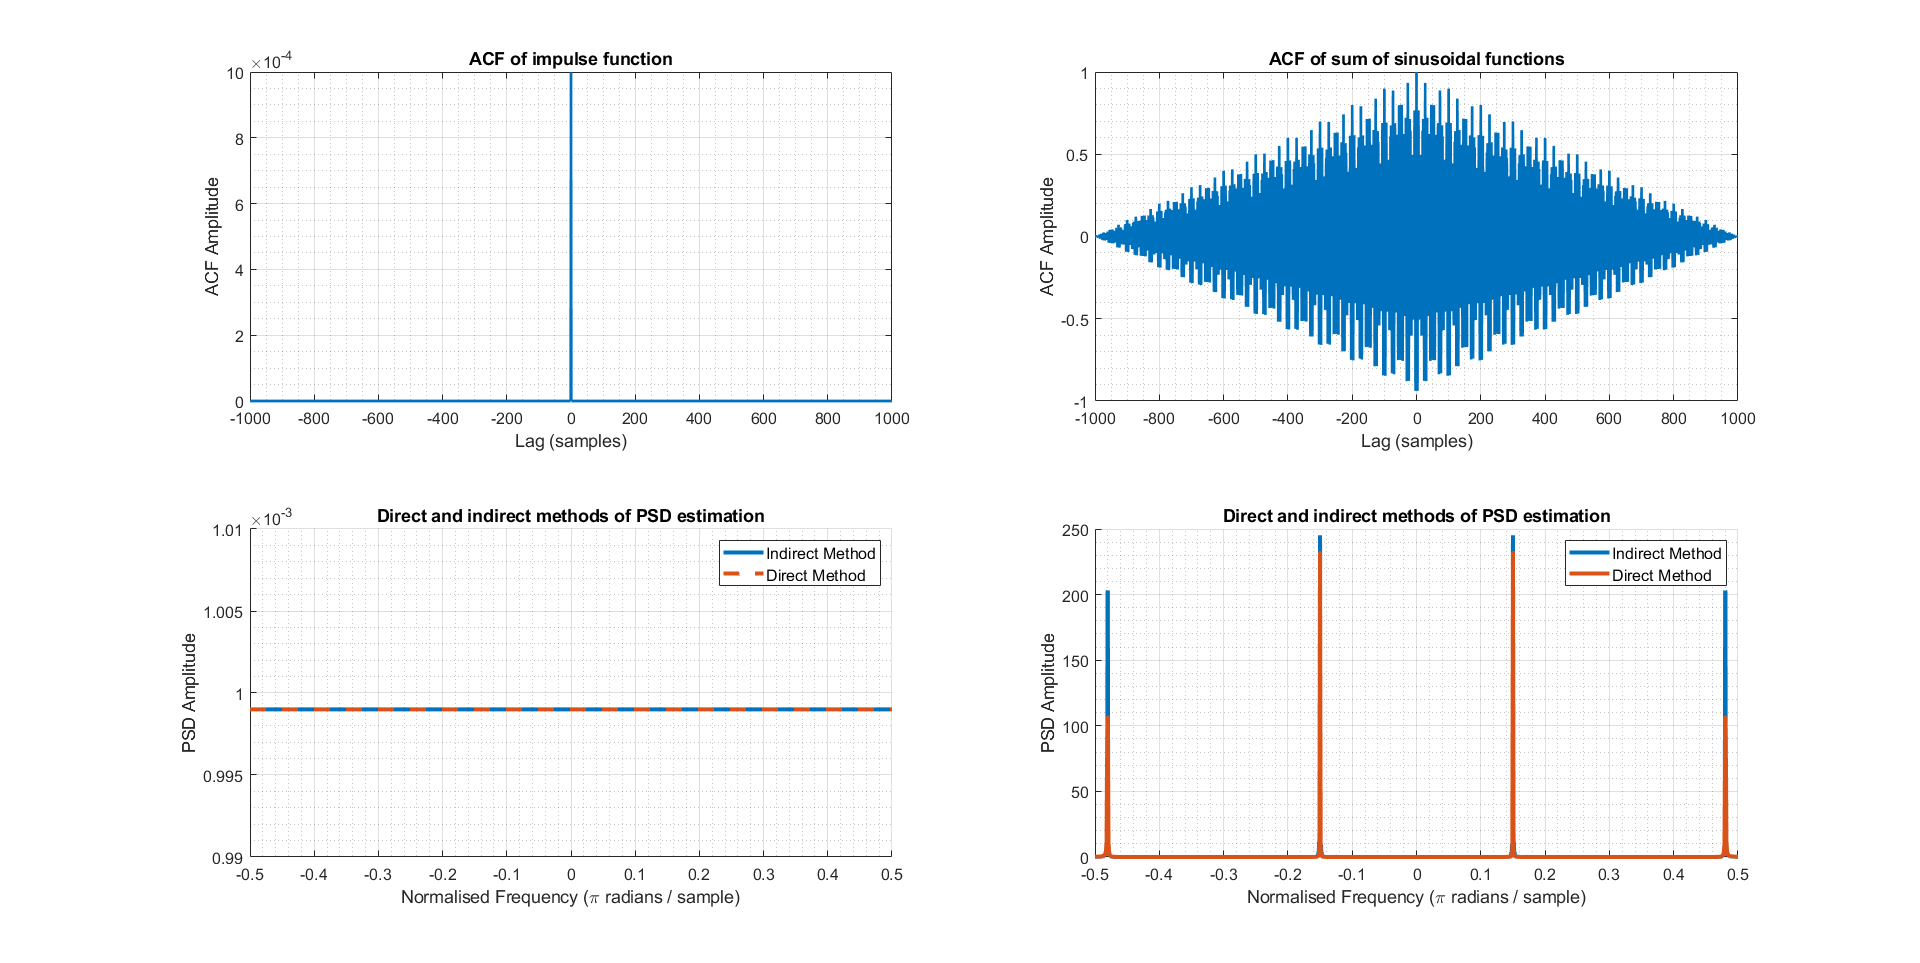 ACF of impulse function
×10-4
10
8
6
4
2
0
ACF Amplitude
-1000 -800 -600 -400 -200 0 200 400 600 800 1000
Lag (samples)
ACF of sum of sinusoidal functions
1
0.5
0
-0.5
-1
ACF Amplitude
-1000 -800 -600 -400 -200 0 200 400 600 800 1000
Lag (samples)
Direct and indirect methods of PSD estimation
×10-3
1.01
1.005
1
0.995
0.99
PSD Amplitude
Indirect Method
Direct Method
-0.5 -0.4 -0.3 -0.2 -0.1 0 0.1 0.2 0.3 0.4 0.5
Normalised Frequency (π radians / sample)
Direct and indirect methods of PSD estimation
250
200
150
100
50
0
PSD Amplitude
Indirect Method
Direct Method
-0.5 -0.4 -0.3 -0.2 -0.1 0 0.1 0.2 0.3 0.4 0.5
Normalised Frequency (π radians / sample)